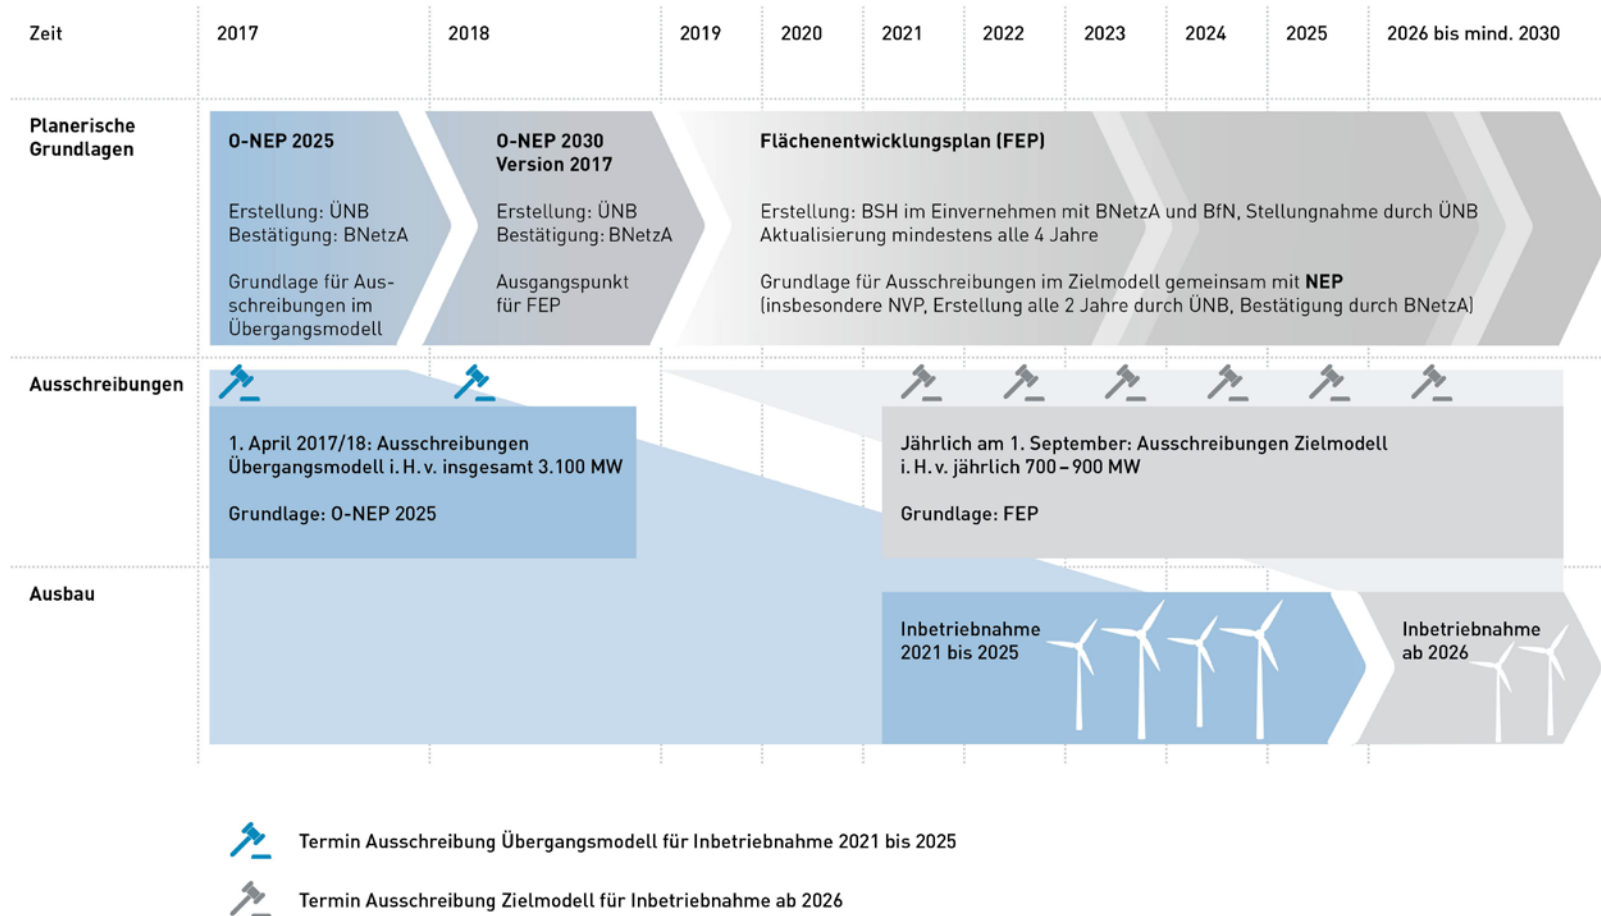 Zeit
2017
2018
2019
2020
2021
2022
2023
2024
2025
2026 bis mind. 2030
Planerische
Grundlagen
O-NEP 2025
Erstellung: ÜNB
Bestätigung: BNetzA
Grundlage für Aus-
schreibungen im
Übergangsmodell
O-NEP 2030
Version 2017
Erstellung: ÜNB
Bestätigung: BNetzA
Ausgangspunkt
für FEP
Flächenentwicklungsplan (FEP)
Erstellung: BSH im Einvernehmen mit BNetzA und BfN, Stellungnahme durch ÜNB
Aktualisierung mindestens alle 4 Jahre
Grundlage für Ausschreibungen im Zielmodell gemeinsam mit NEP
(insbesondere NVP, Erstellung alle 2 Jahre durch ÜNB, Bestätigung durch BNetzA)
Ausschreibungen
1. April 2017/18: Ausschreibungen
Übergangsmodell i. H. v. insgesamt 3.100 MW
Grundlage: O-NEP 2025
Jährlich am 1. September: Ausschreibungen Zielmodell
i. H. v. jährlich 700 – 900 MW
Grundlage: FEP
Ausbau
Inbetriebnahme
2021 bis 2025
Inbetriebnahme
ab 2026
Termin Ausschreibung Übergangsmodell für Inbetriebnahme 2021 bis 2025
Termin Ausschreibung Zielmodell für Inbetriebnahme ab 2026